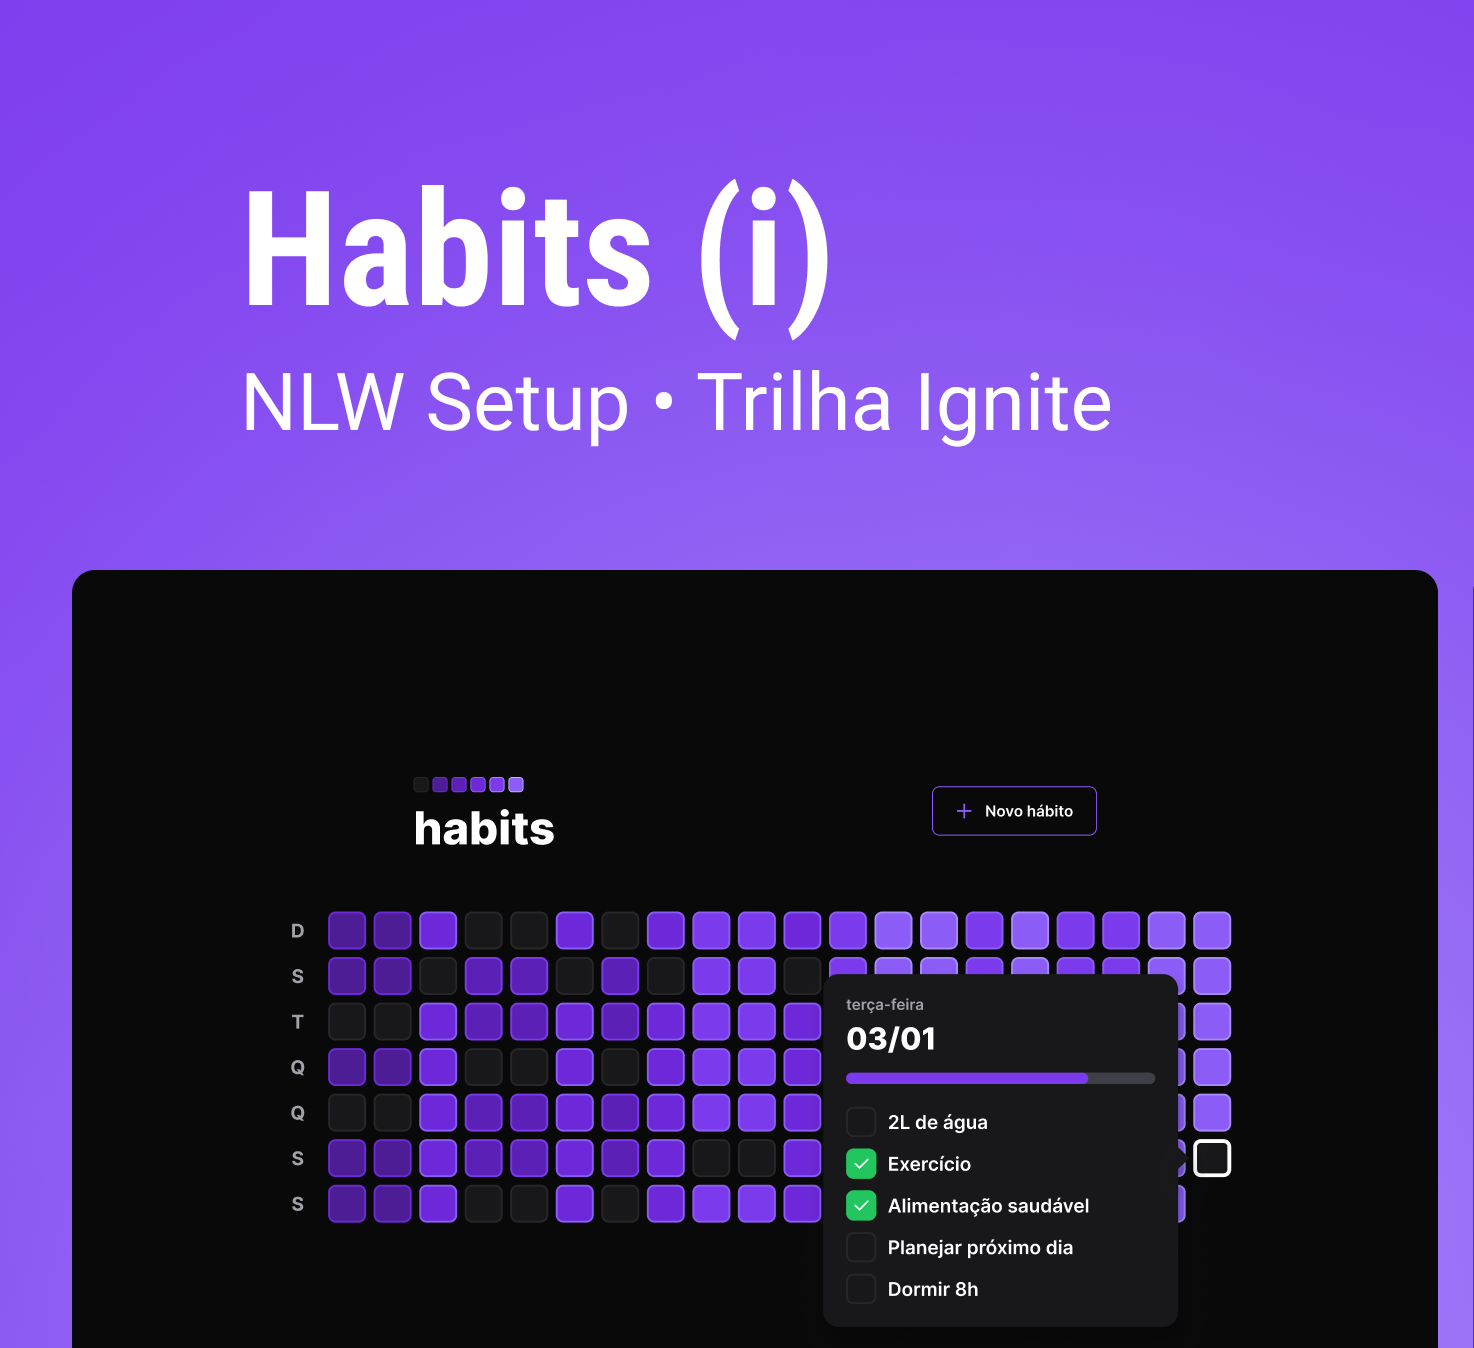 Habits (i)
NLW Setup • Trilha Ignite
habits
Novo hábito
D
S
T
Q
Q
S
S
terça-feira
03/01
2L de água
Exercício
Alimentação saudável
Planejar próximo dia
Dormir 8h